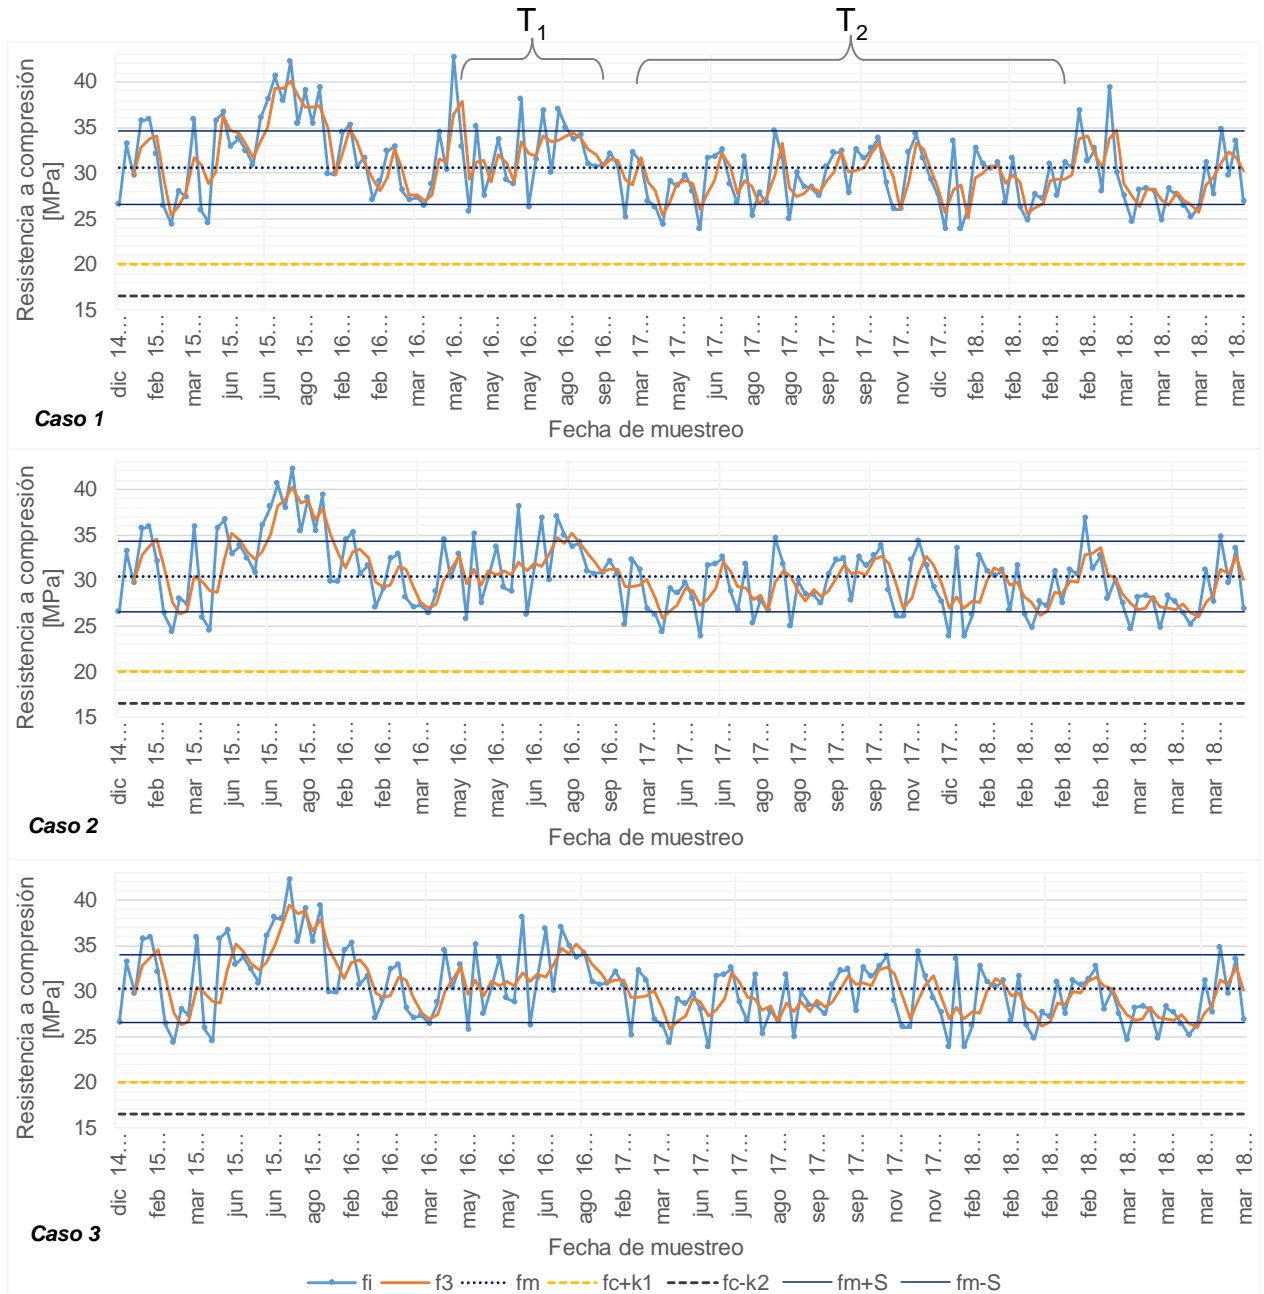 T1
T2
Resistencia a compresión
[MPa]
40
35
30
25
20
15
dic 14…
feb 15…
mar 15…
jun 15…
jun 15…
ago 15…
feb 16…
feb 16…
mar 16…
may 16…
may 16…
jun 16…
ago 16…
sep 16…
mar 17…
may 17…
jun 17…
ago 17…
ago 17…
sep 17…
sep 17…
nov 17…
dic 17…
feb 18…
feb 18…
feb 18…
feb 18…
mar 18…
mar 18…
mar 18…
mar 18…
Caso 1
Fecha de muestreo
Resistencia a compresión
[MPa]
40
35
30
25
20
15
dic 14…
feb 15…
mar 15…
jun 15…
jun 15…
ago 15…
feb 16…
feb 16…
mar 16…
may 16…
may 16…
jun 16…
ago 16…
feb 17…
mar 17…
jun 17…
jun 17…
ago 17…
ago 17…
sep 17…
sep 17…
nov 17…
dic 17…
feb 18…
feb 18…
feb 18…
feb 18…
mar 18…
mar 18…
mar 18…
Caso 2
Fecha de muestreo
Resistencia a compresión
[MPa]
40
35
30
25
20
15
dic 14…
feb 15…
mar 15…
jun 15…
jun 15…
ago 15…
feb 16…
feb 16…
mar 16…
may 16…
may 16…
jun 16…
ago 16…
feb 17…
mar 17…
jun 17…
jun 17…
ago 17…
ago 17…
sep 17…
sep 17…
nov 17…
nov 17…
feb 18…
feb 18…
feb 18…
feb 18…
mar 18…
mar 18…
mar 18…
mar 18…
Caso 3
Fecha de muestreo
fi f3 fm fc+k1 fc-k2 fm+S fm-S